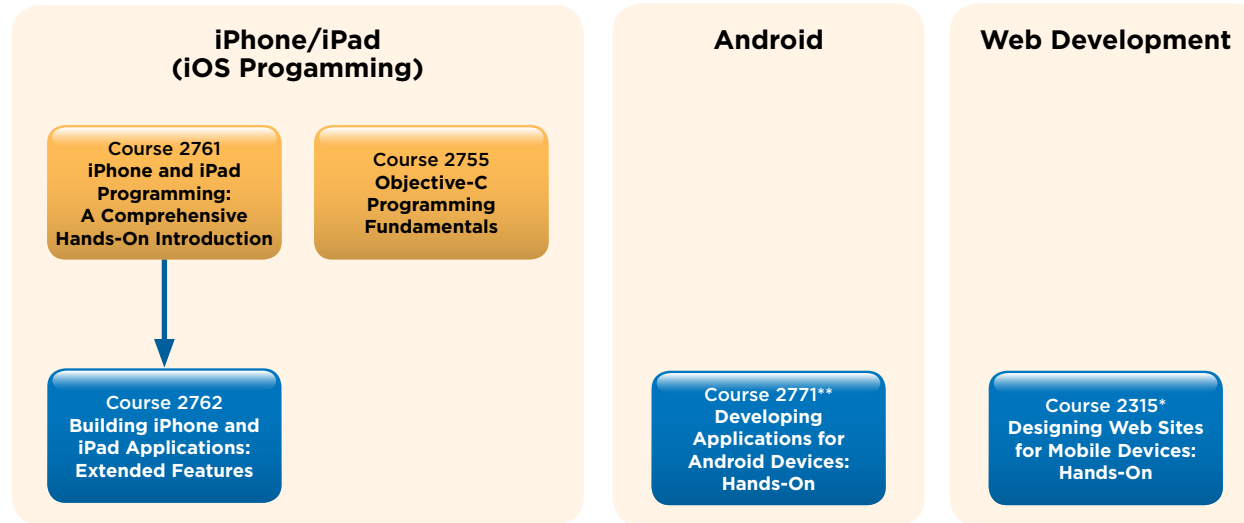 iPhone/iPad
(iOS Progamming)
Course 2761
iPhone and iPad
Programming:
A Comprehensive
Hands-On Introduction
Course 2755
Objective-C
Programming
Fundamentals
Course 2762
Building iPhone and
iPad Applications:
Extended Features
Android
Course 2771**
Developing
Applications for
Android Devices:
Hands-On
Web Development
Course 2315*
Designing Web Sites
for Mobile Devices:
Hands-On